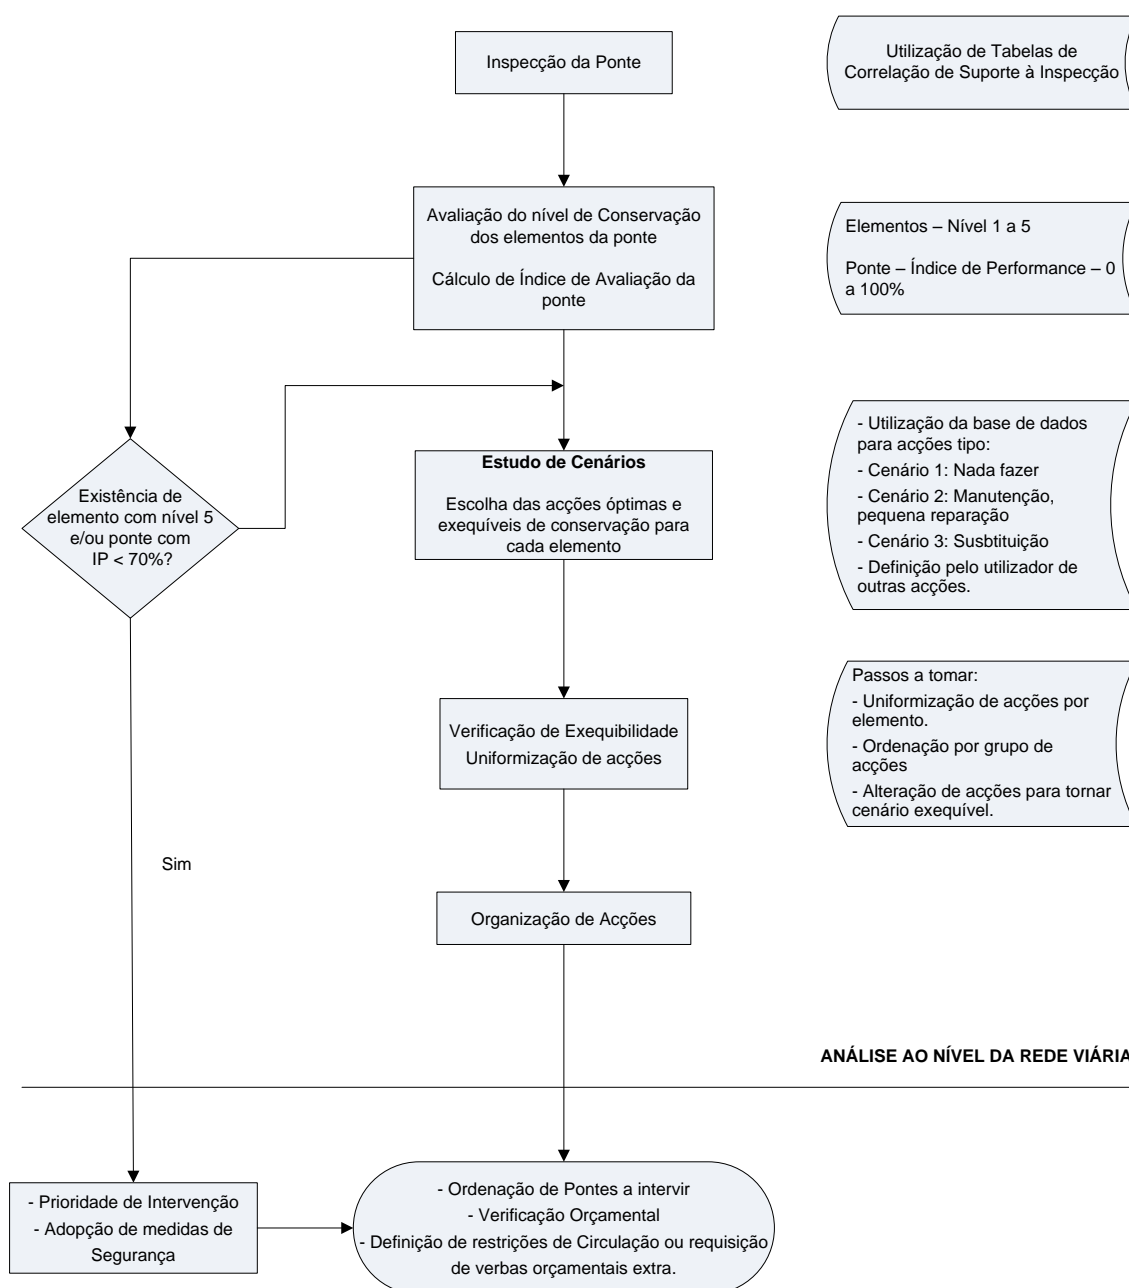 Inspecção da Ponte
Utilização de Tabelas de
Correlação de Suporte à Inspecção
Avaliação do nível de Conservação
dos elementos da ponte
Cálculo de Índice de Avaliação da
ponte
Elementos – Nível 1 a 5
Ponte – Índice de Performance – 0
a 100%
Existência de
elemento com nível 5
e/ou ponte com
IP < 70%?
Estudo de Cenários
Escolha das acções óptimas e
exequíveis de conservação para
cada elemento
- Utilização da base de dados
para acções tipo:
- Cenário 1: Nada fazer
- Cenário 2: Manutenção,
pequena reparação
- Cenário 3: Susbtituição
- Definição pelo utilizador de
outras acções.
Verificação de Exequibilidade
Uniformização de acções
Passos a tomar:
- Uniformização de acções por
elemento.
- Ordenação por grupo de
acções
- Alteração de acções para tornar
cenário exequível.
Sim
Organização de Acções
ANÁLISE AO NÍVEL DA REDE VIÁRIA
- Prioridade de Intervenção
- Adopção de medidas de
Segurança
- Ordenação de Pontes a intervir
- Verificação Orçamental
- Definição de restrições de Circulação ou requisição
de verbas orçamentais extra.